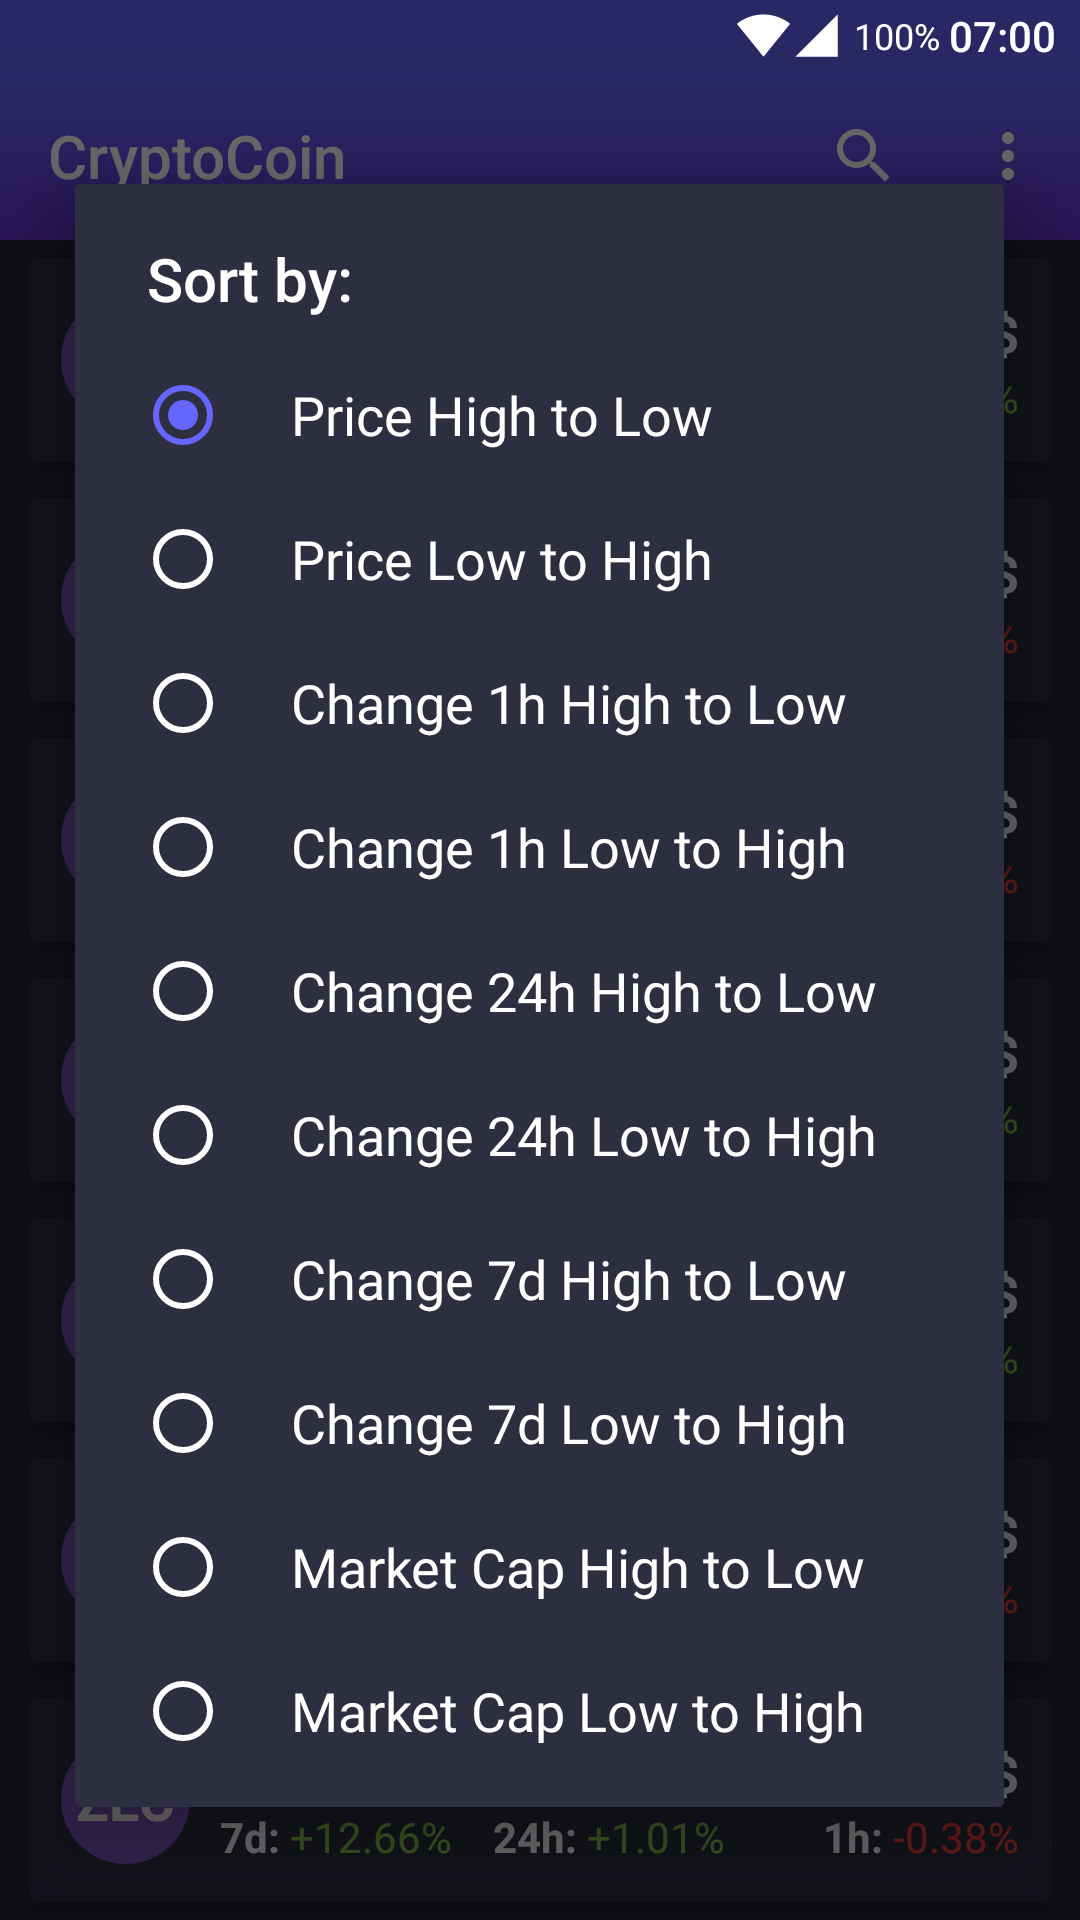 100% 07:00
CryptoCoin
Sort by:
$
%
Price High to Low
Price Low to High
$
%
Change 1h High to Low
Change 1h Low to High
$
%
Change 24h High to Low
Change 24h Low to High
$
%
Change 7d High to Low
$
%
Change 7d Low to High
Market Cap High to Low
$
%
Market Cap Low to High
$
ZEC
7d: +12.66% 24h: +1.01% 1h: -0.38%